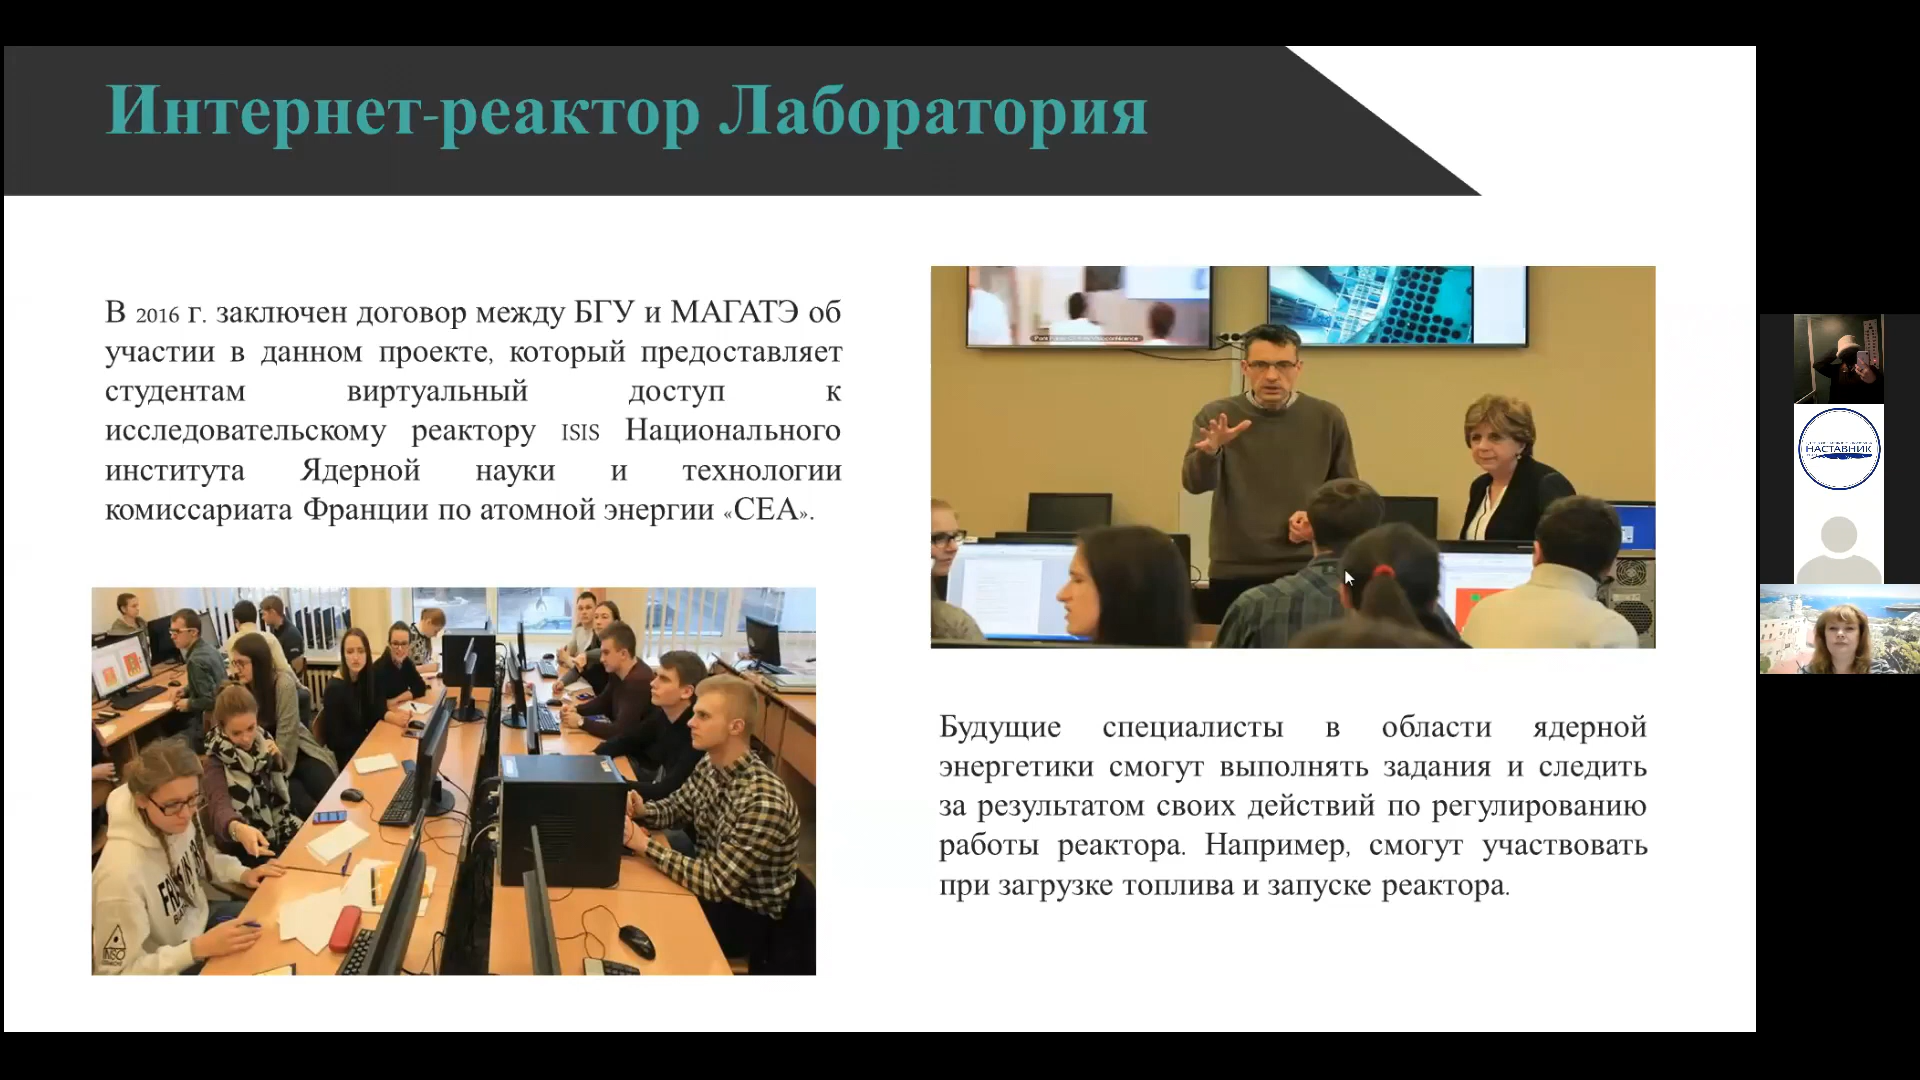 Интернет-реактор Лаборатория
В 2016 г. заключен договор между БГУ и МАГАТЭ об
участии в данном проекте, который предоставляет
студентам виртуальный доступ к
исследовательскому реактору ISIS Национального
института Ядерной науки и технологии
комиссариата Франции по атомной энергии «СЕА».
Будущие специалисты в области ядерной
энергетики смогут выполнять задания и следить
за результатом своих действий по регулированию
работы реактора. Например, смогут участвовать
при загрузке топлива и запуске реактора.
НАСТАВНИК